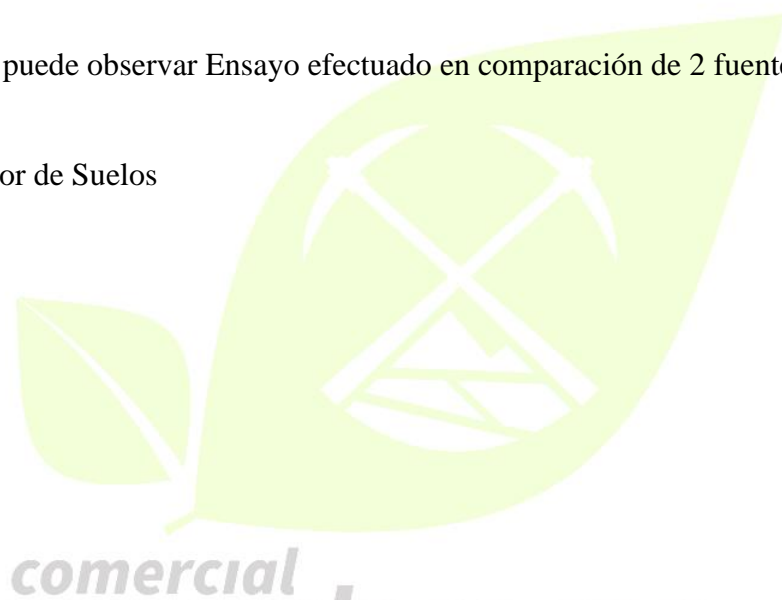 puede observar Ensayo efectuado en comparación de 2 fuent
or de Suelos
comercial